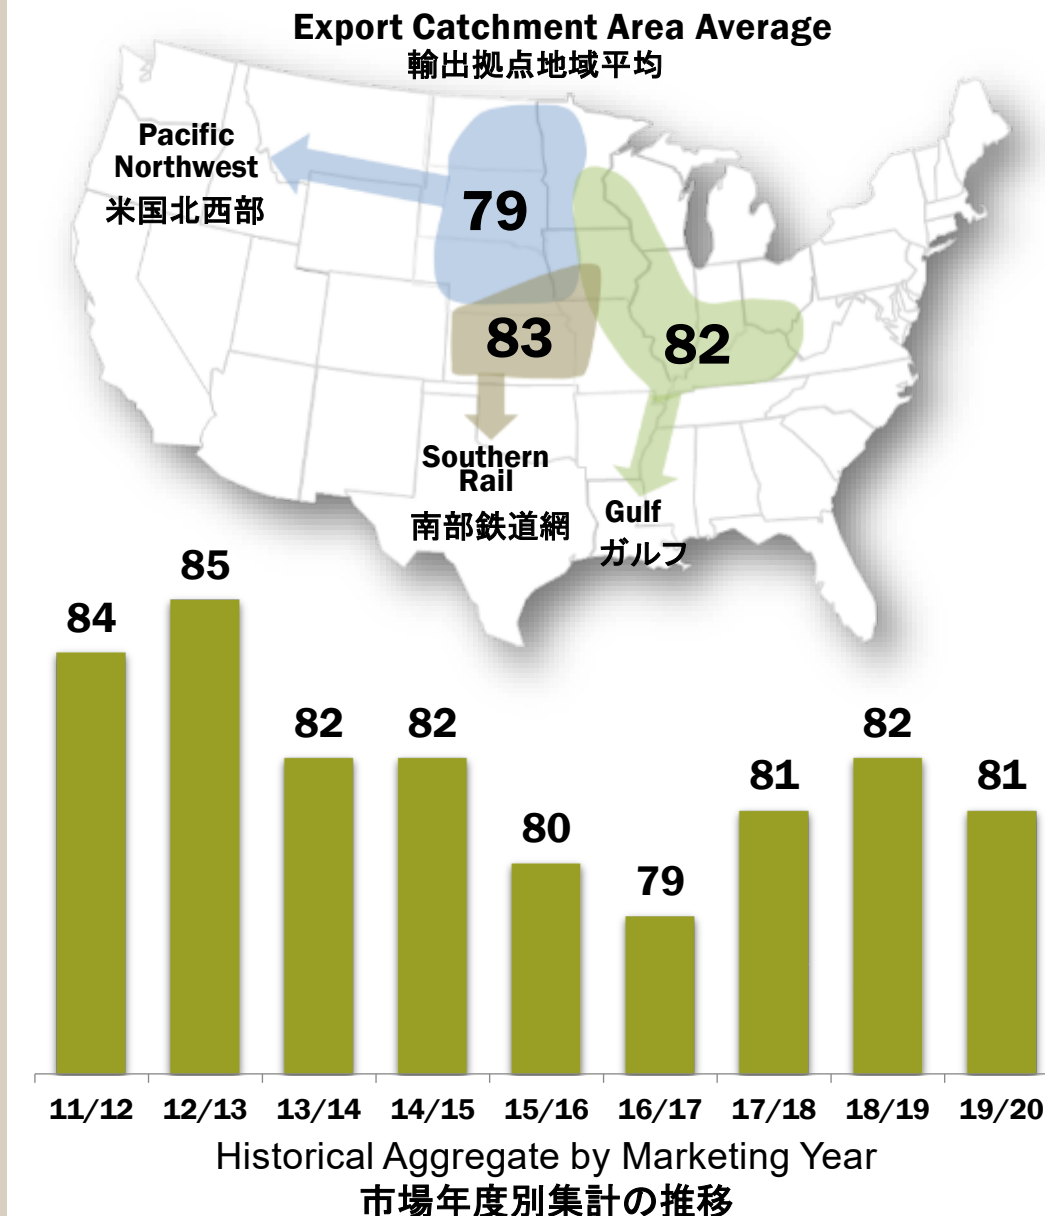 Export Catchment Area Average
輸出拠点地域平均
Pacific
Northwest
米国北西部
79
83
82
Southern
Rail
南部鉄道網
Gulf
ガルフ
84
85
82
82
80
79
81
82
81
11/12 12/13 13/14 14/15 15/16 16/17 17/18 18/19 19/20
Historical Aggregate by Marketing Year
市場年度別集計の推移